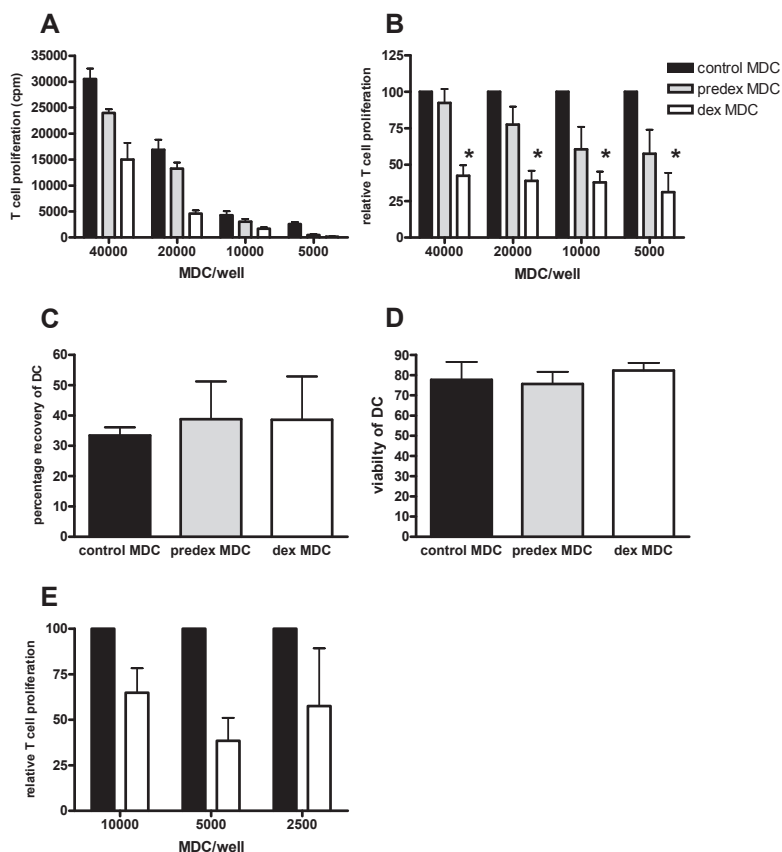 A
T cell proliferation (cpm)
35000
30000
25000
20000
15000
10000
5000
0
40000
20000
10000
5000
MDC/well
B
relative T cell proliferation
125
100
75
50
25
0
*
*
*
*
40000
20000
10000
5000
MDC/well
control MDC
predex MDC
dex MDC
C
percentage recovery of DC
60
50
40
30
20
10
0
control MDC predex MDC dex MDC
D
viabilty of DC
90
80
70
60
50
40
30
20
10
0
control MDC predex MDC dex MDC
E
relative T cell proliferation
100
75
50
25
0
10000 5000 2500
MDC/well